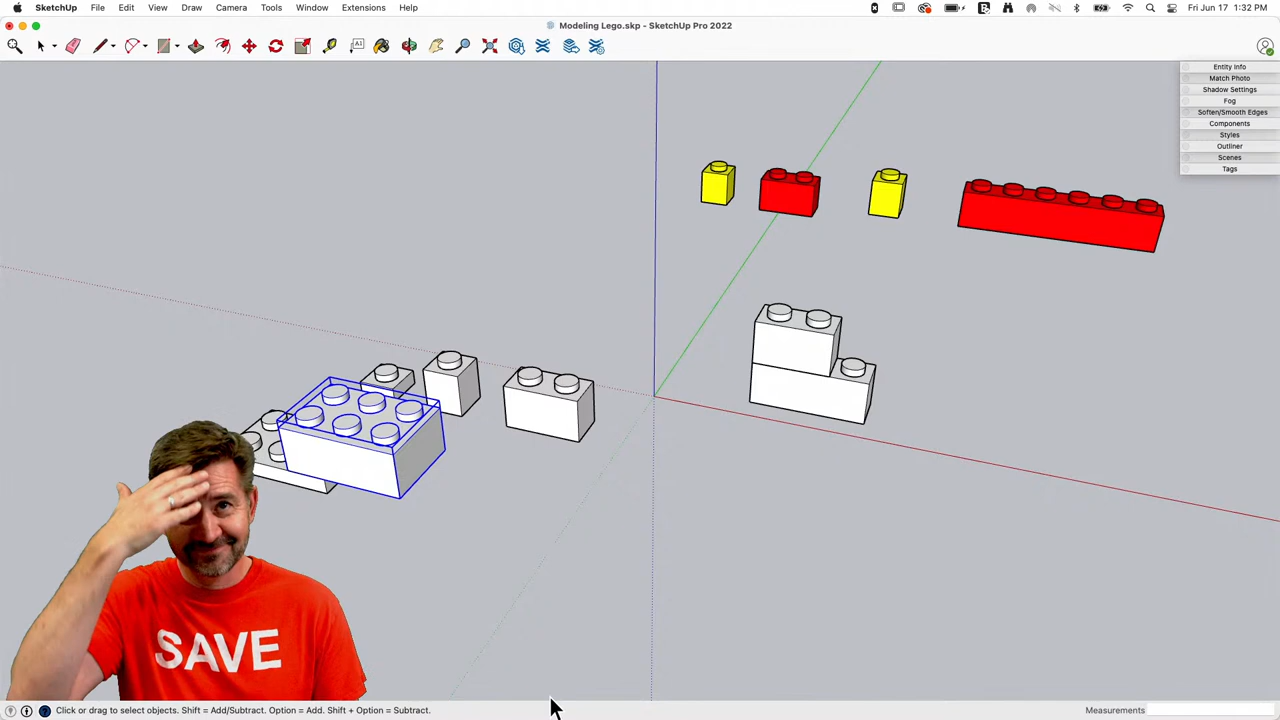 SketchUp File Edit View Draw Camera Tools Window Extensions Help Fri Jun 17 1:32 PM
Modeling Lego.skp - SketchUp Pro 2022
Entity Info
Match Photo
Shadow Settings
Fog
Soften/Smooth Edges
Components
Styles
Outliner
Scenes
Tags
SAVE
Click or drag to select objects. Shift = Add/Subtract. Option = Add. Shift + Option = Subtract. Measurements